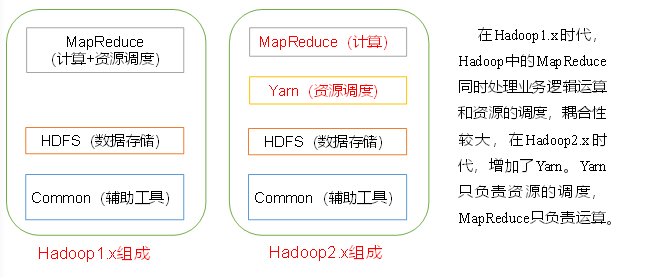 MapReduce
(计算+资源调度)
HDFS (数据存储)
Common (辅助工具)
Hadoop1.x组成
MapReduce (计算)
Yarn (资源调度)
HDFS (数据存储)
Common (辅助工具)
Hadoop2.x组成
在Hadoop1.x时代,
Hadoop中的MapReduce
同时处理业务逻辑运算
和资源的调度，耦合性
较大，在Hadoop2.x时
代，增加了Yarn。Yarn
只负责资源的调度，
MapReduce只负责运算。